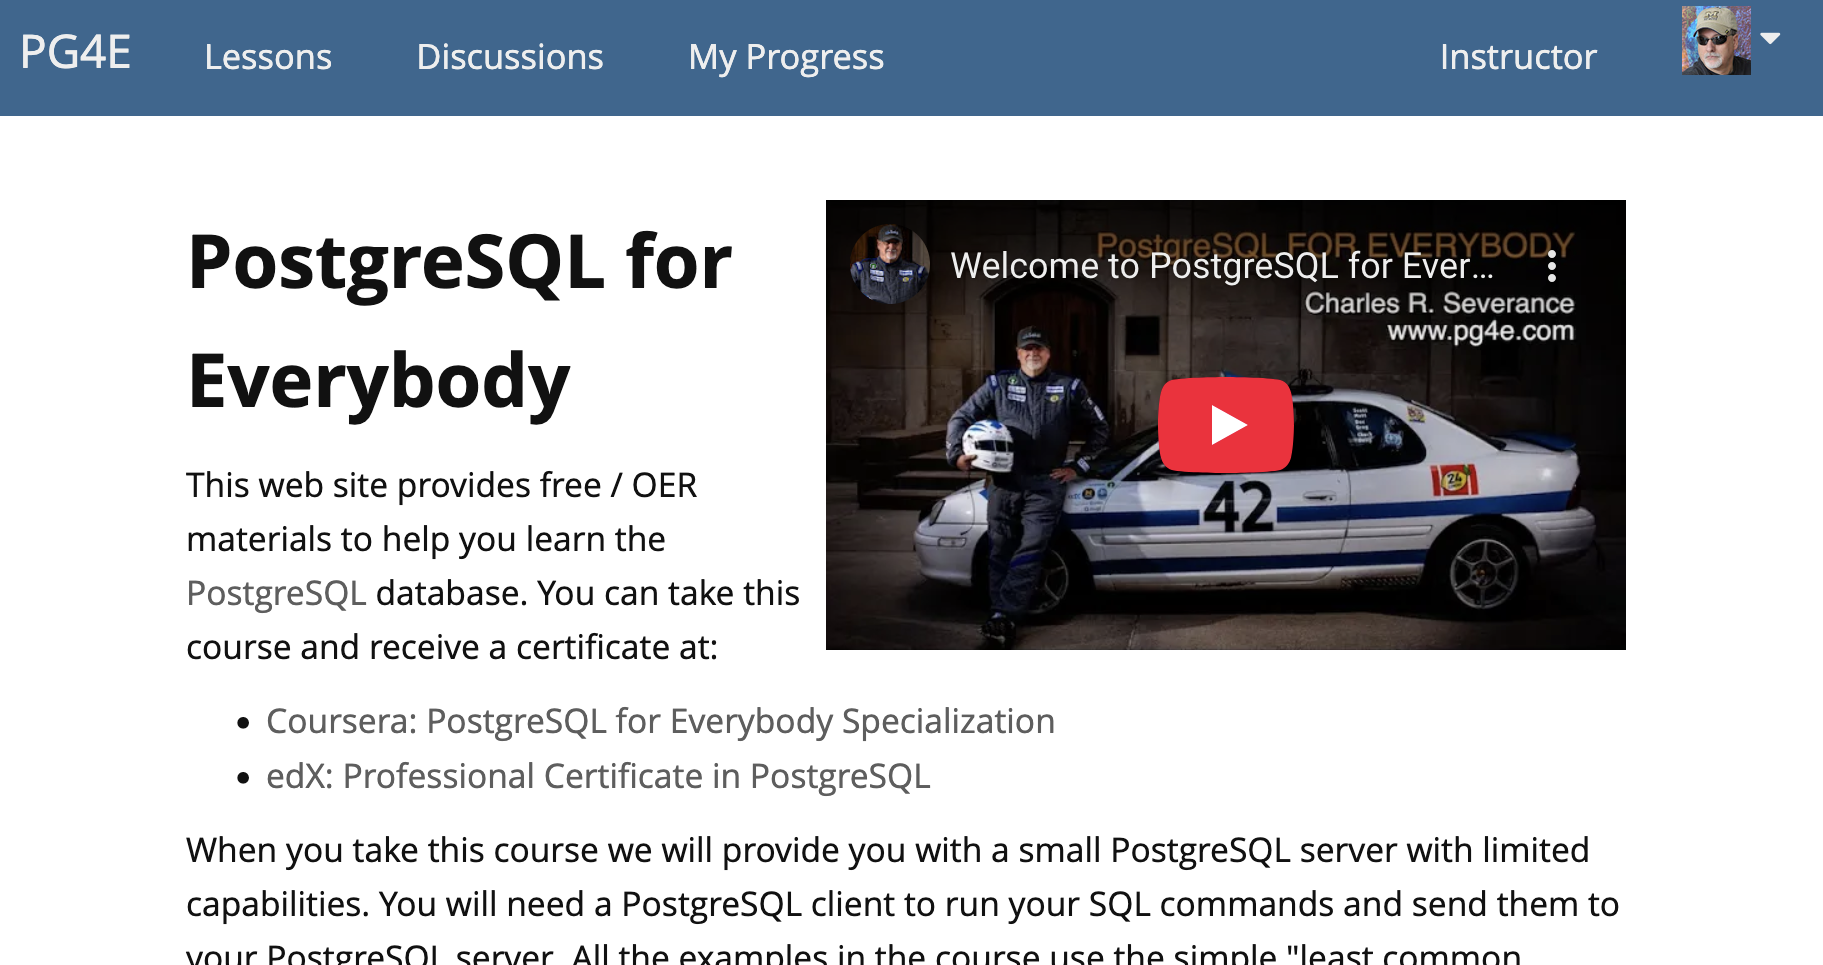 PG4E
Lessons
Discussions
My Progress
Instructor
PostgreSQL for
Everybody
PostgreSQL FOR EVERYBODY
Welcome to PostgreSQL for Ever...
Charles R. Severance
www.pg4e.com
42
24
This web site provides free / OER
materials to help you learn the
PostgreSQL database. You can take this
course and receive a certificate at:
• Coursera: PostgreSQL for Everybody Specialization
• edX: Professional Certificate in PostgreSQL
When you take this course we will provide you with a small PostgreSQL server with limited
capabilities. You will need a PostgreSQL client to run your SQL commands and send them to
your PostgreSQL server. All the examples in the course use the simple "least common